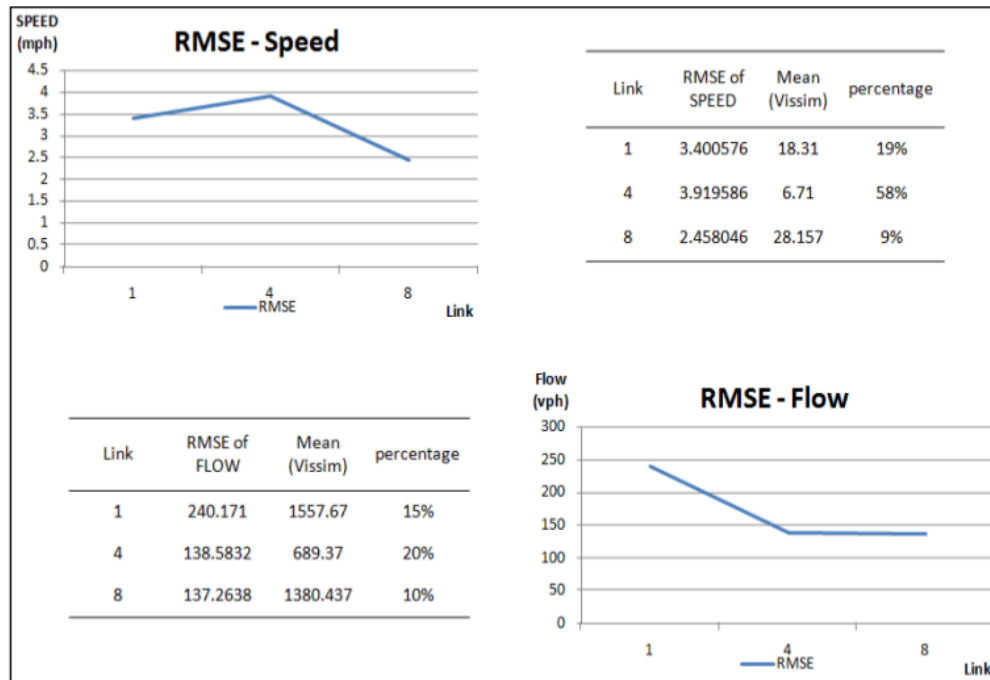 SPEED
(mph)
RMSE - Speed
4.5
4
3.5
3
2.5
2
1.5
1
0.5
0
1 4 8
RMSE
Link
Link RMSE of SPEED Mean (Vissim) percentage
1 3.400576 18.31 19%
4 3.919586 6.71 58%
8 2.458046 28.157 9%
Link RMSE of FLOW Mean (Vissim) percentage
1 240.171 1557.67 15%
4 138.5832 689.37 20%
8 137.2638 1380.437 10%
Flow
(vph)
RMSE - Flow
300
250
200
150
100
50
0
1 4 8
RMSE
Link